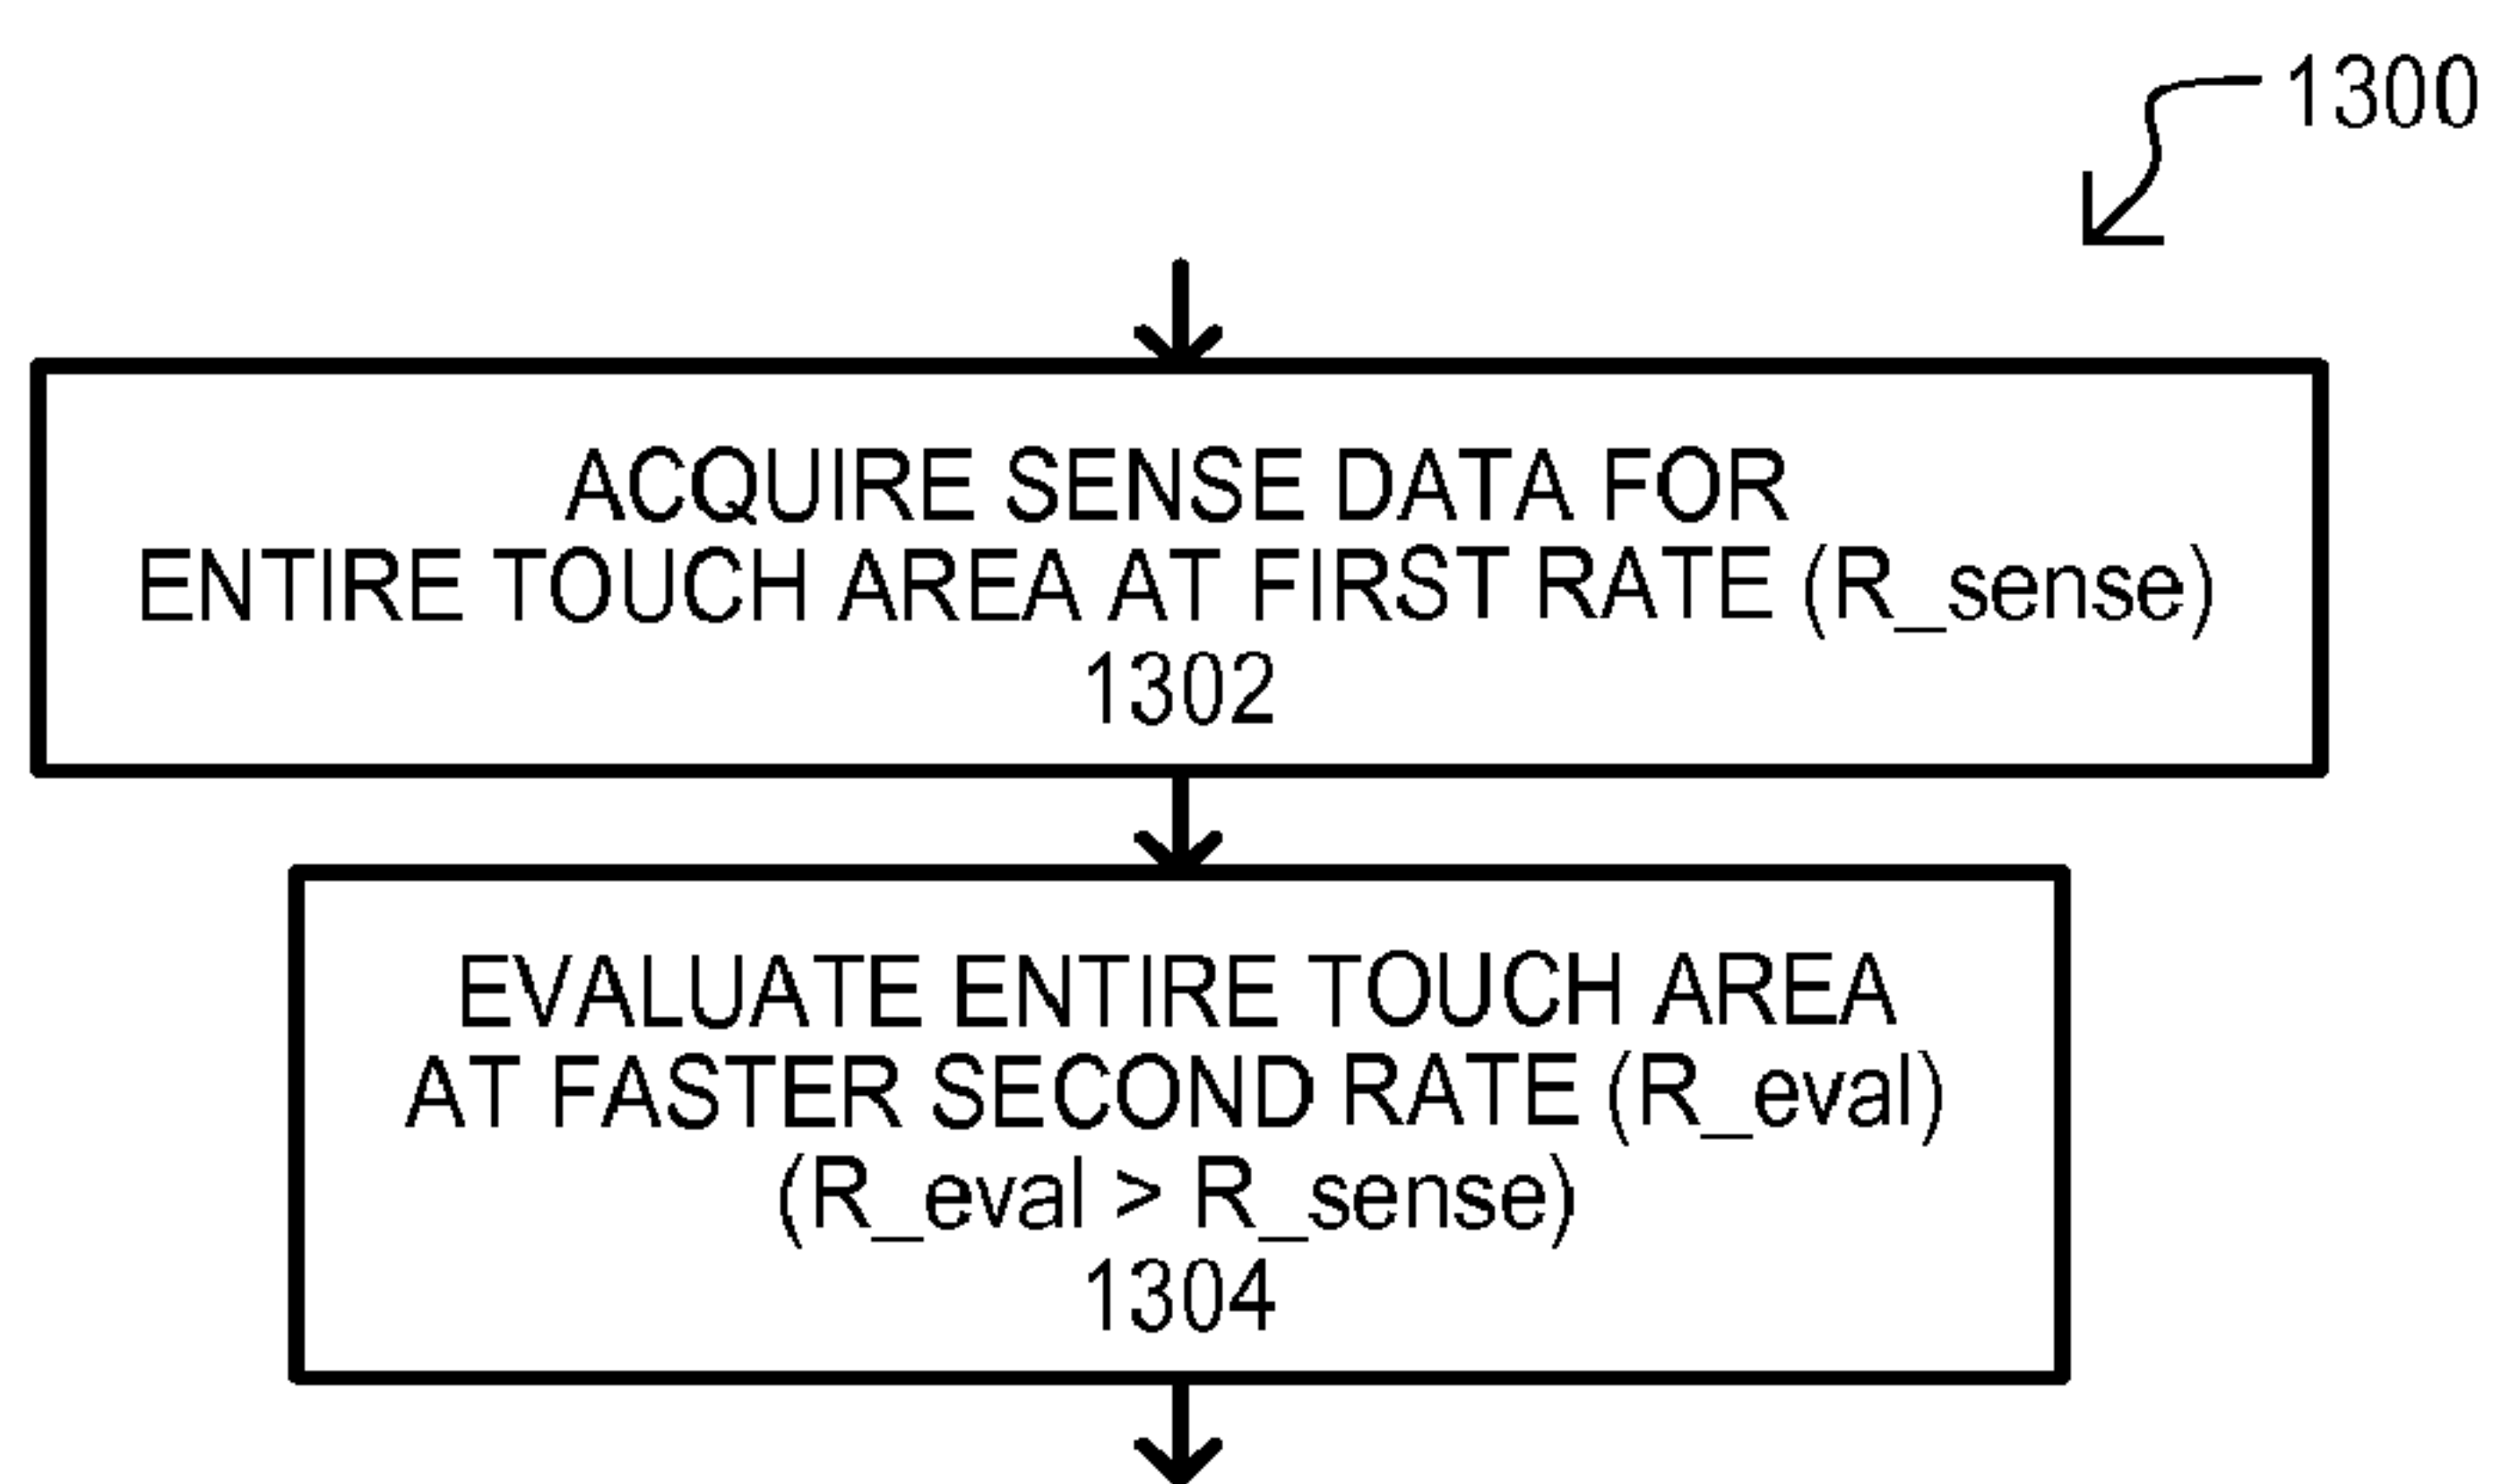 1300
ACQUIRE SENSE DATA FOR
ENTIRE TOUCH AREA AT FIRST RATE (R_sense)
1302
EVALUATE ENTIRE TOUCH AREA
AT FASTER SECOND RATE (R_eval)
(R_eval > R_sense)
1304